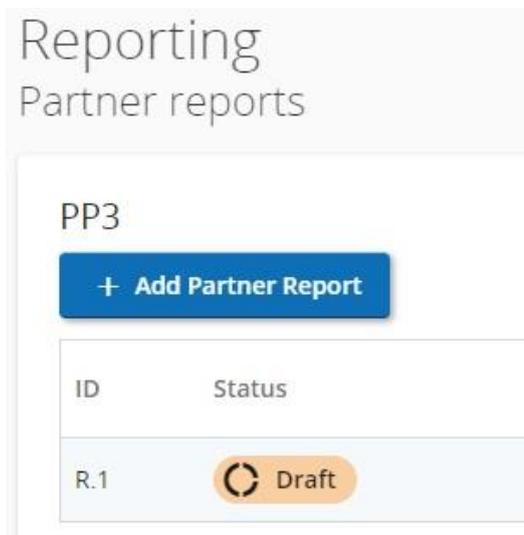 Reporting
Partner reports
PP3
+ Add Partner Report
ID Status
R.1 Draft